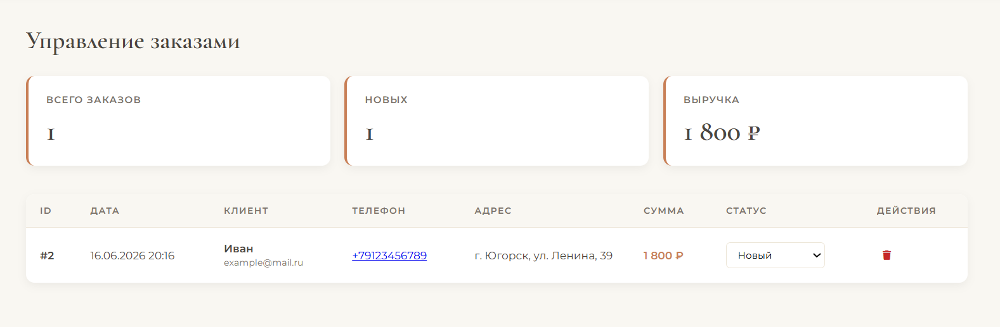 Управление заказами
ВСЕГО ЗАКАЗОВ
1
НОВЫХ
1
ВЫРУЧКА
1 800 ₽
ID ДАТА КЛИЕНТ ТЕЛЕФОН АДРЕС СУММА СТАТУС ДЕЙСТВИЯ
#2 16.06.2026 20:16 Иван +79123456789 г. Югорск, ул. Ленина, 39 1 800 ₽ Новый
example@mail.ru